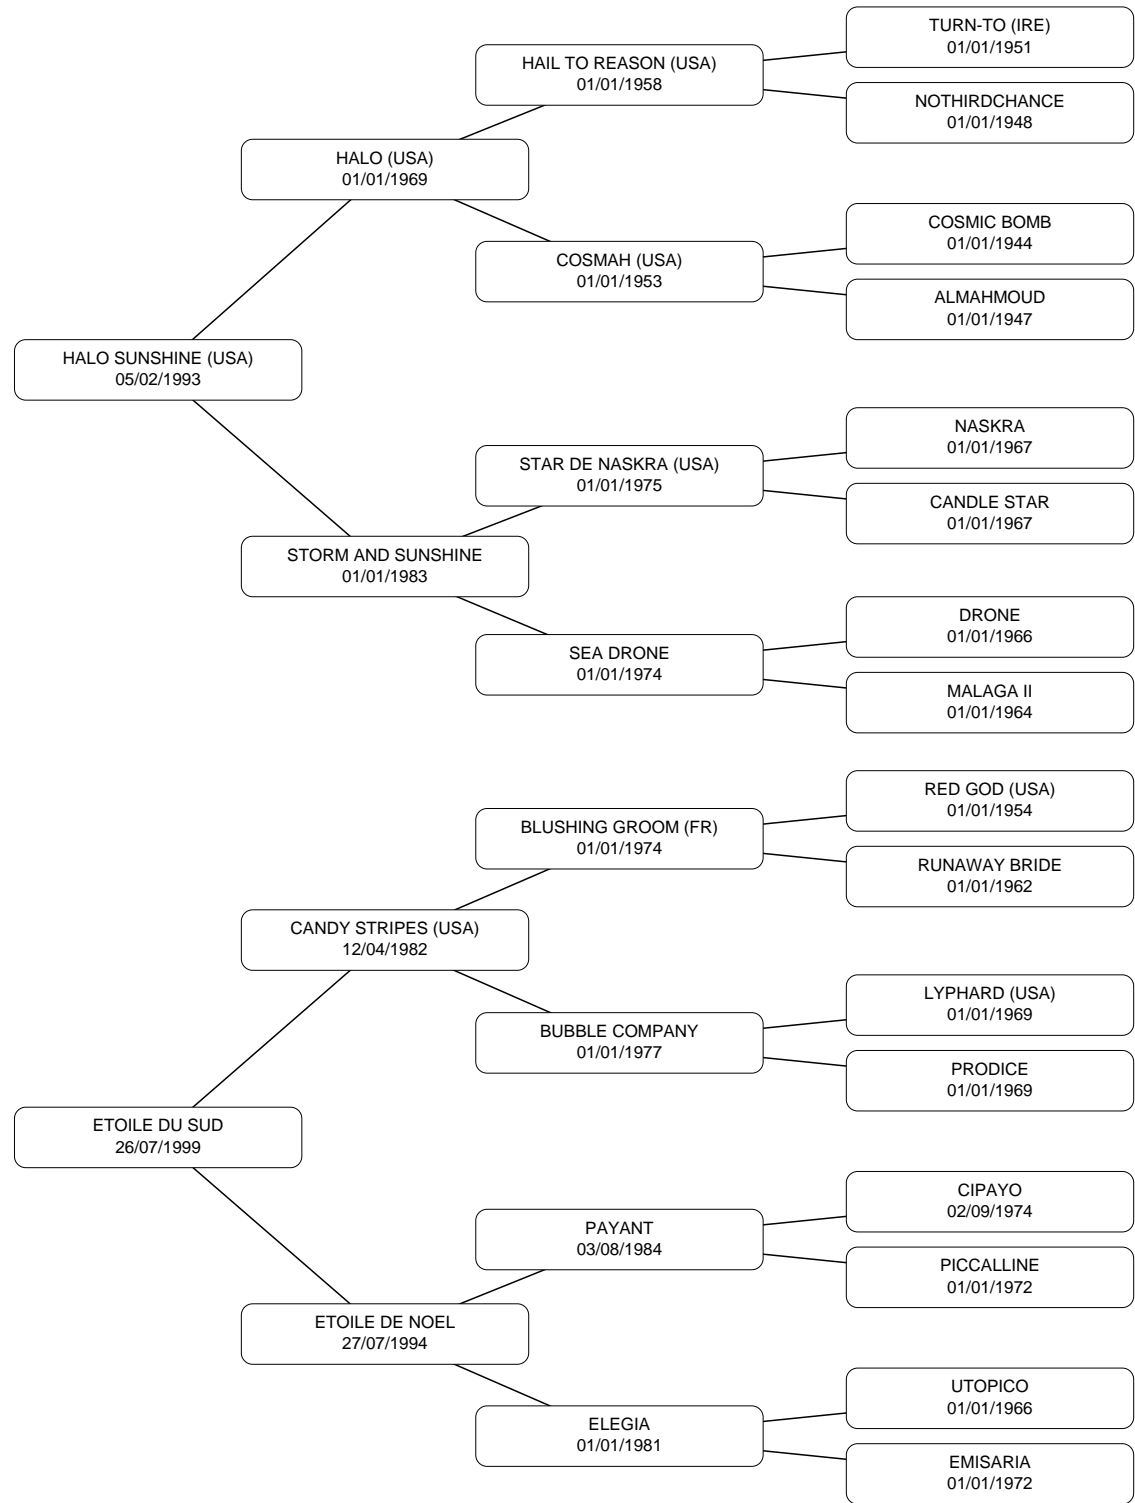 TURN-TO (IRE)
01/01/1951
HAIL TO REASON (USA)
01/01/1958
NOTHIRDCHANCE
01/01/1948
HALO (USA)
01/01/1969
COSMIC BOMB
01/01/1944
COSMAH (USA)
01/01/1953
ALMAHMOUD
01/01/1947
HALO SUNSHINE (USA)
05/02/1993
NASKRA
01/01/1967
STAR DE NASKRA (USA)
01/01/1975
CANDLE STAR
01/01/1967
STORM AND SUNSHINE
01/01/1983
DRONE
01/01/1966
SEA DRONE
01/01/1974
MALAGA II
01/01/1964
RED GOD (USA)
01/01/1954
BLUSHING GROOM (FR)
01/01/1974
RUNAWAY BRIDE
01/01/1962
CANDY STRIPES (USA)
12/04/1982
LYPHARD (USA)
01/01/1969
BUBBLE COMPANY
01/01/1977
PRODICE
01/01/1969
ETOILE DU SUD
26/07/1999
CIPAYO
02/09/1974
PAYANT
03/08/1984
PICCALLINE
01/01/1972
ETOILE DE NOEL
27/07/1994
UTOPICO
01/01/1966
ELEGIA
01/01/1981
EMISARIA
01/01/1972